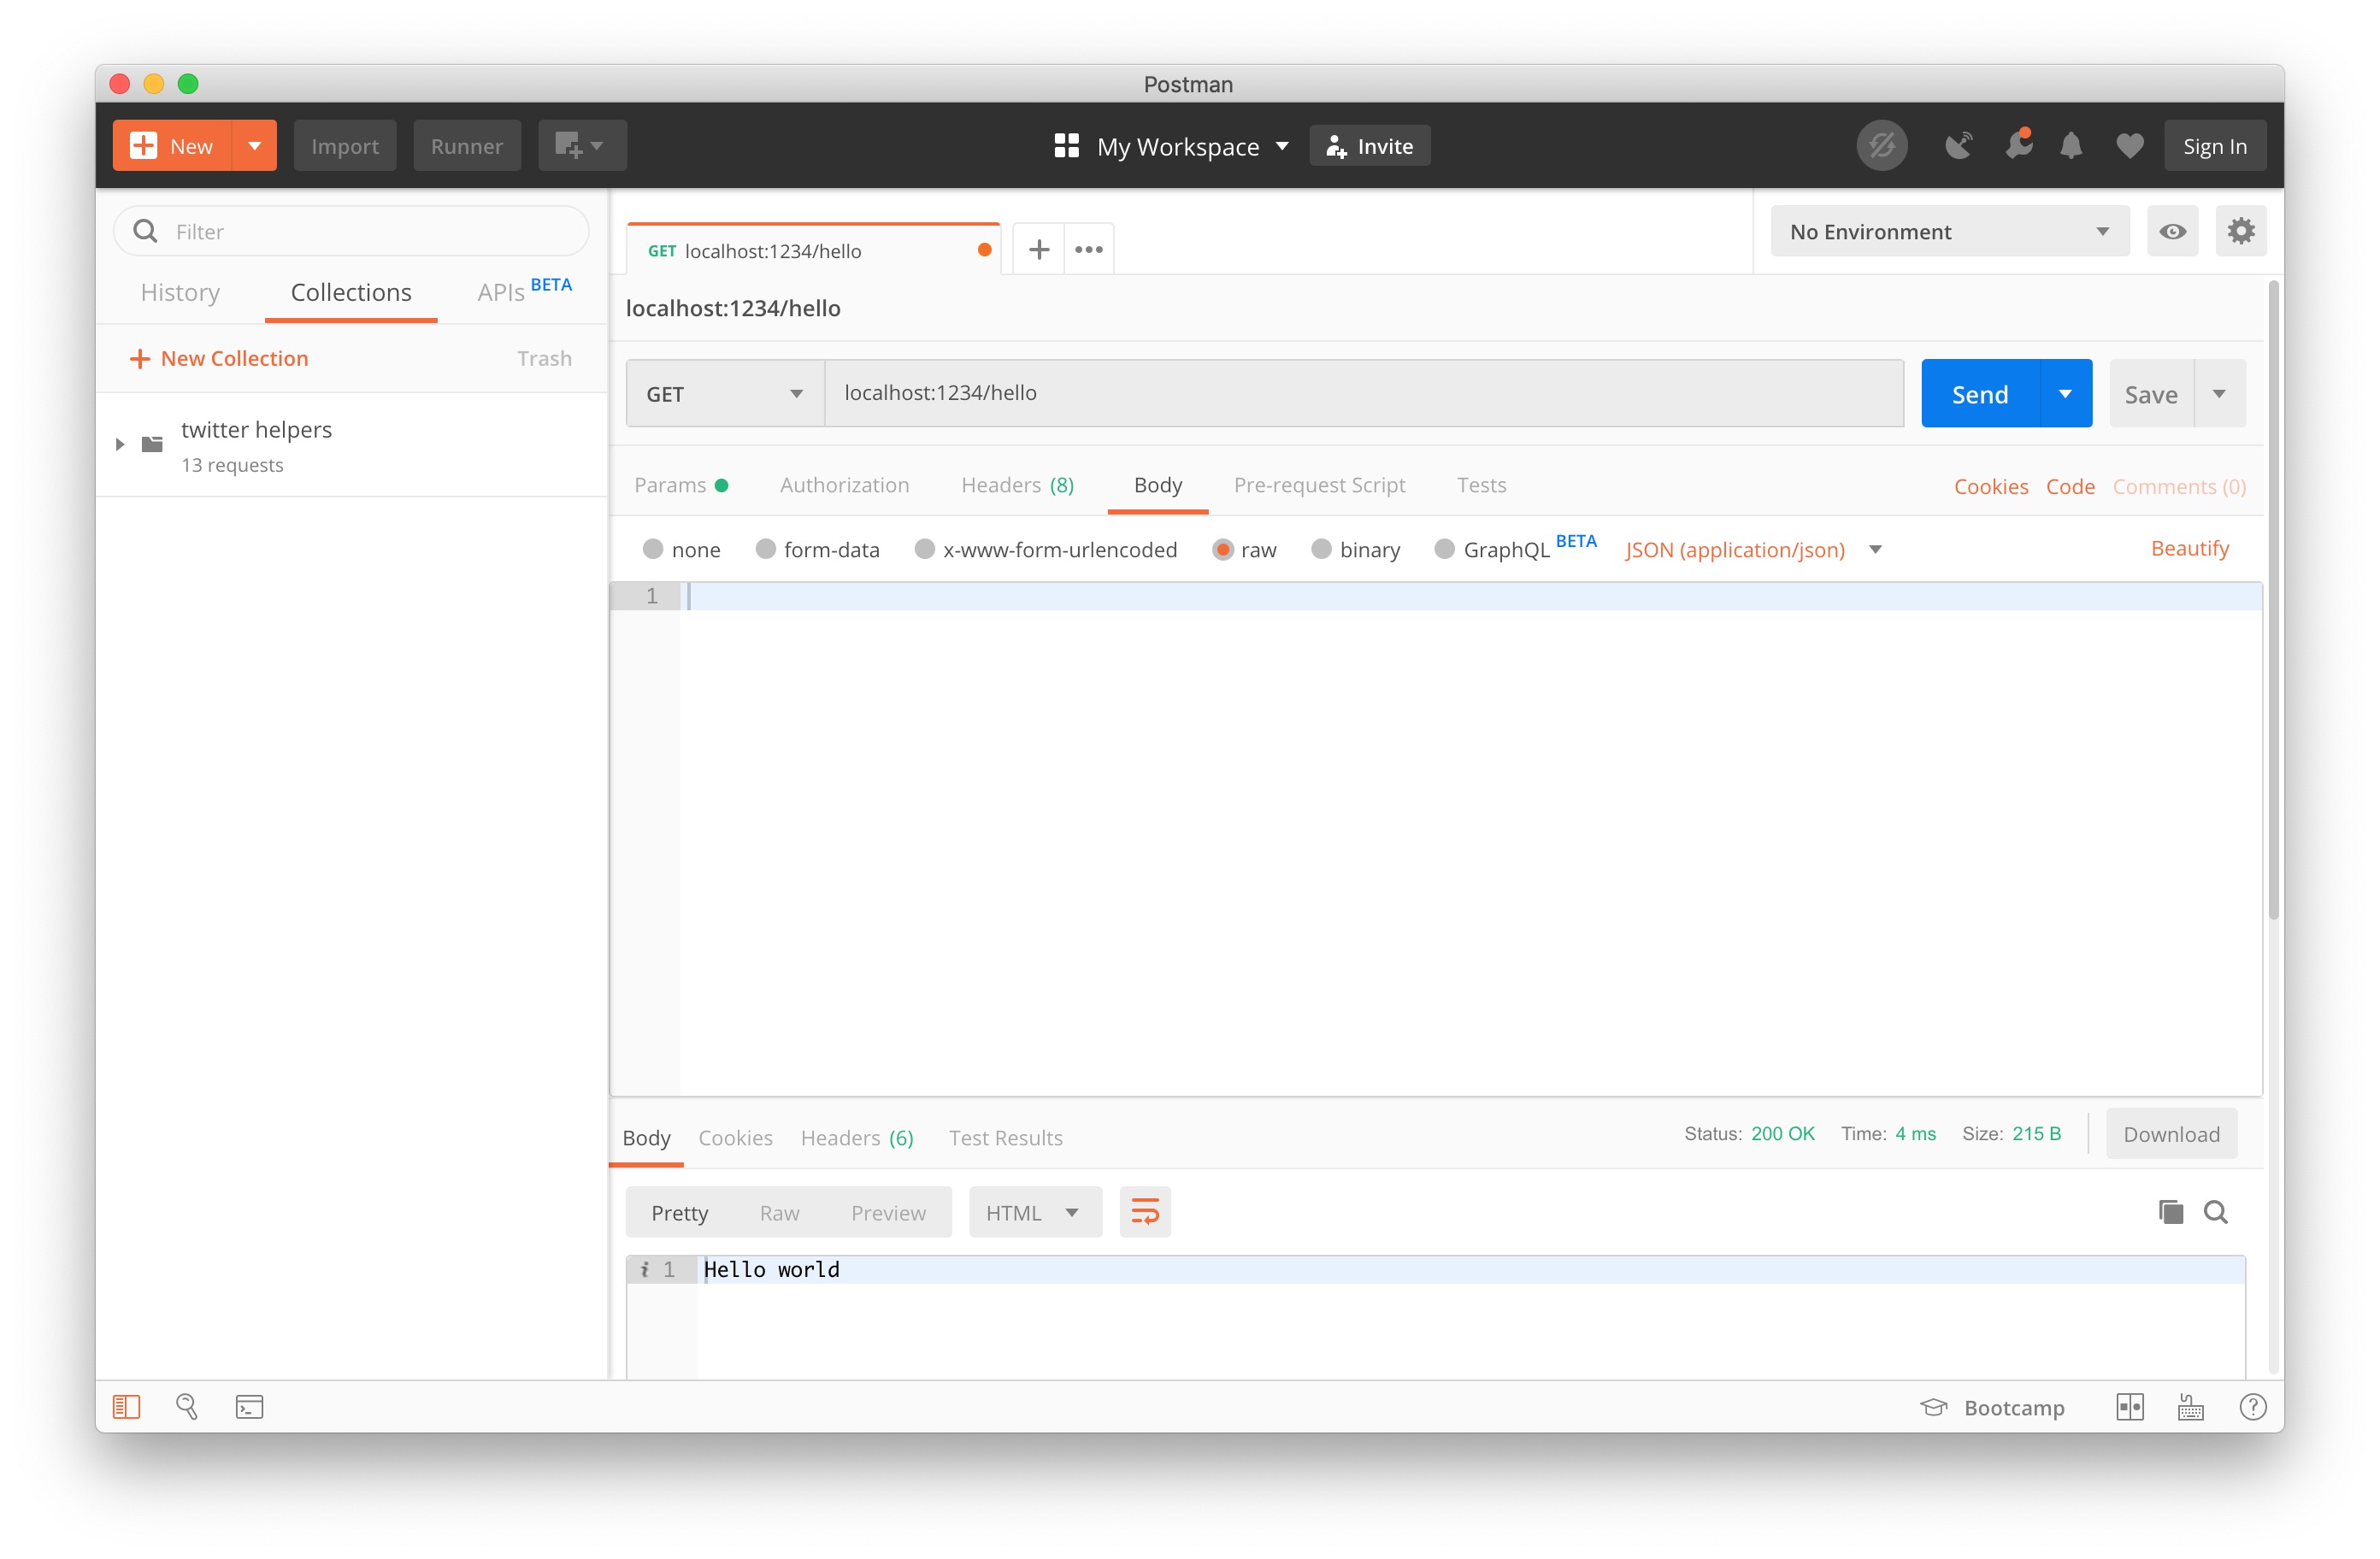 Postman
New
Import
Runner
My Workspace
Invite
Sign In
Filter
History
Collections
APIs BETA
New Collection
Trash
twitter helpers
13 requests
GET localhost:1234/hello
No Environment
localhost:1234/hello
GET
localhost:1234/hello
Send
Save
Params
Authorization
Headers (8)
Body
Pre-request Script
Tests
Cookies
Code
Comments (0)
none
form-data
x-www-form-urlencoded
raw
binary
GraphQL BETA
JSON (application/json)
Beautify
1
Body
Cookies
Headers (6)
Test Results
Status: 200 OK
Time: 4 ms
Size: 215 B
Download
Pretty
Raw
Preview
HTML
i 1 Hello world
Bootcamp